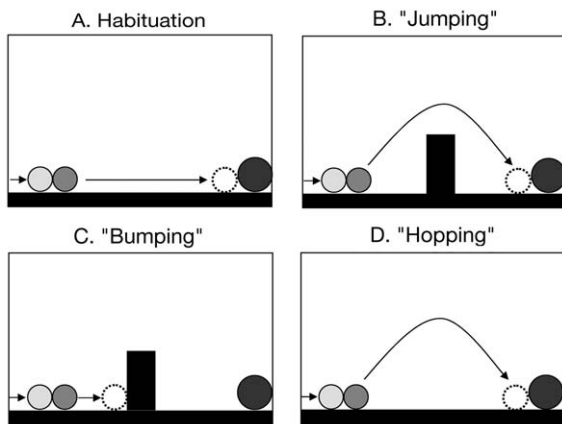 A. Habituation
B. "Jumping"
C. "Bumping"
D. "Hopping"